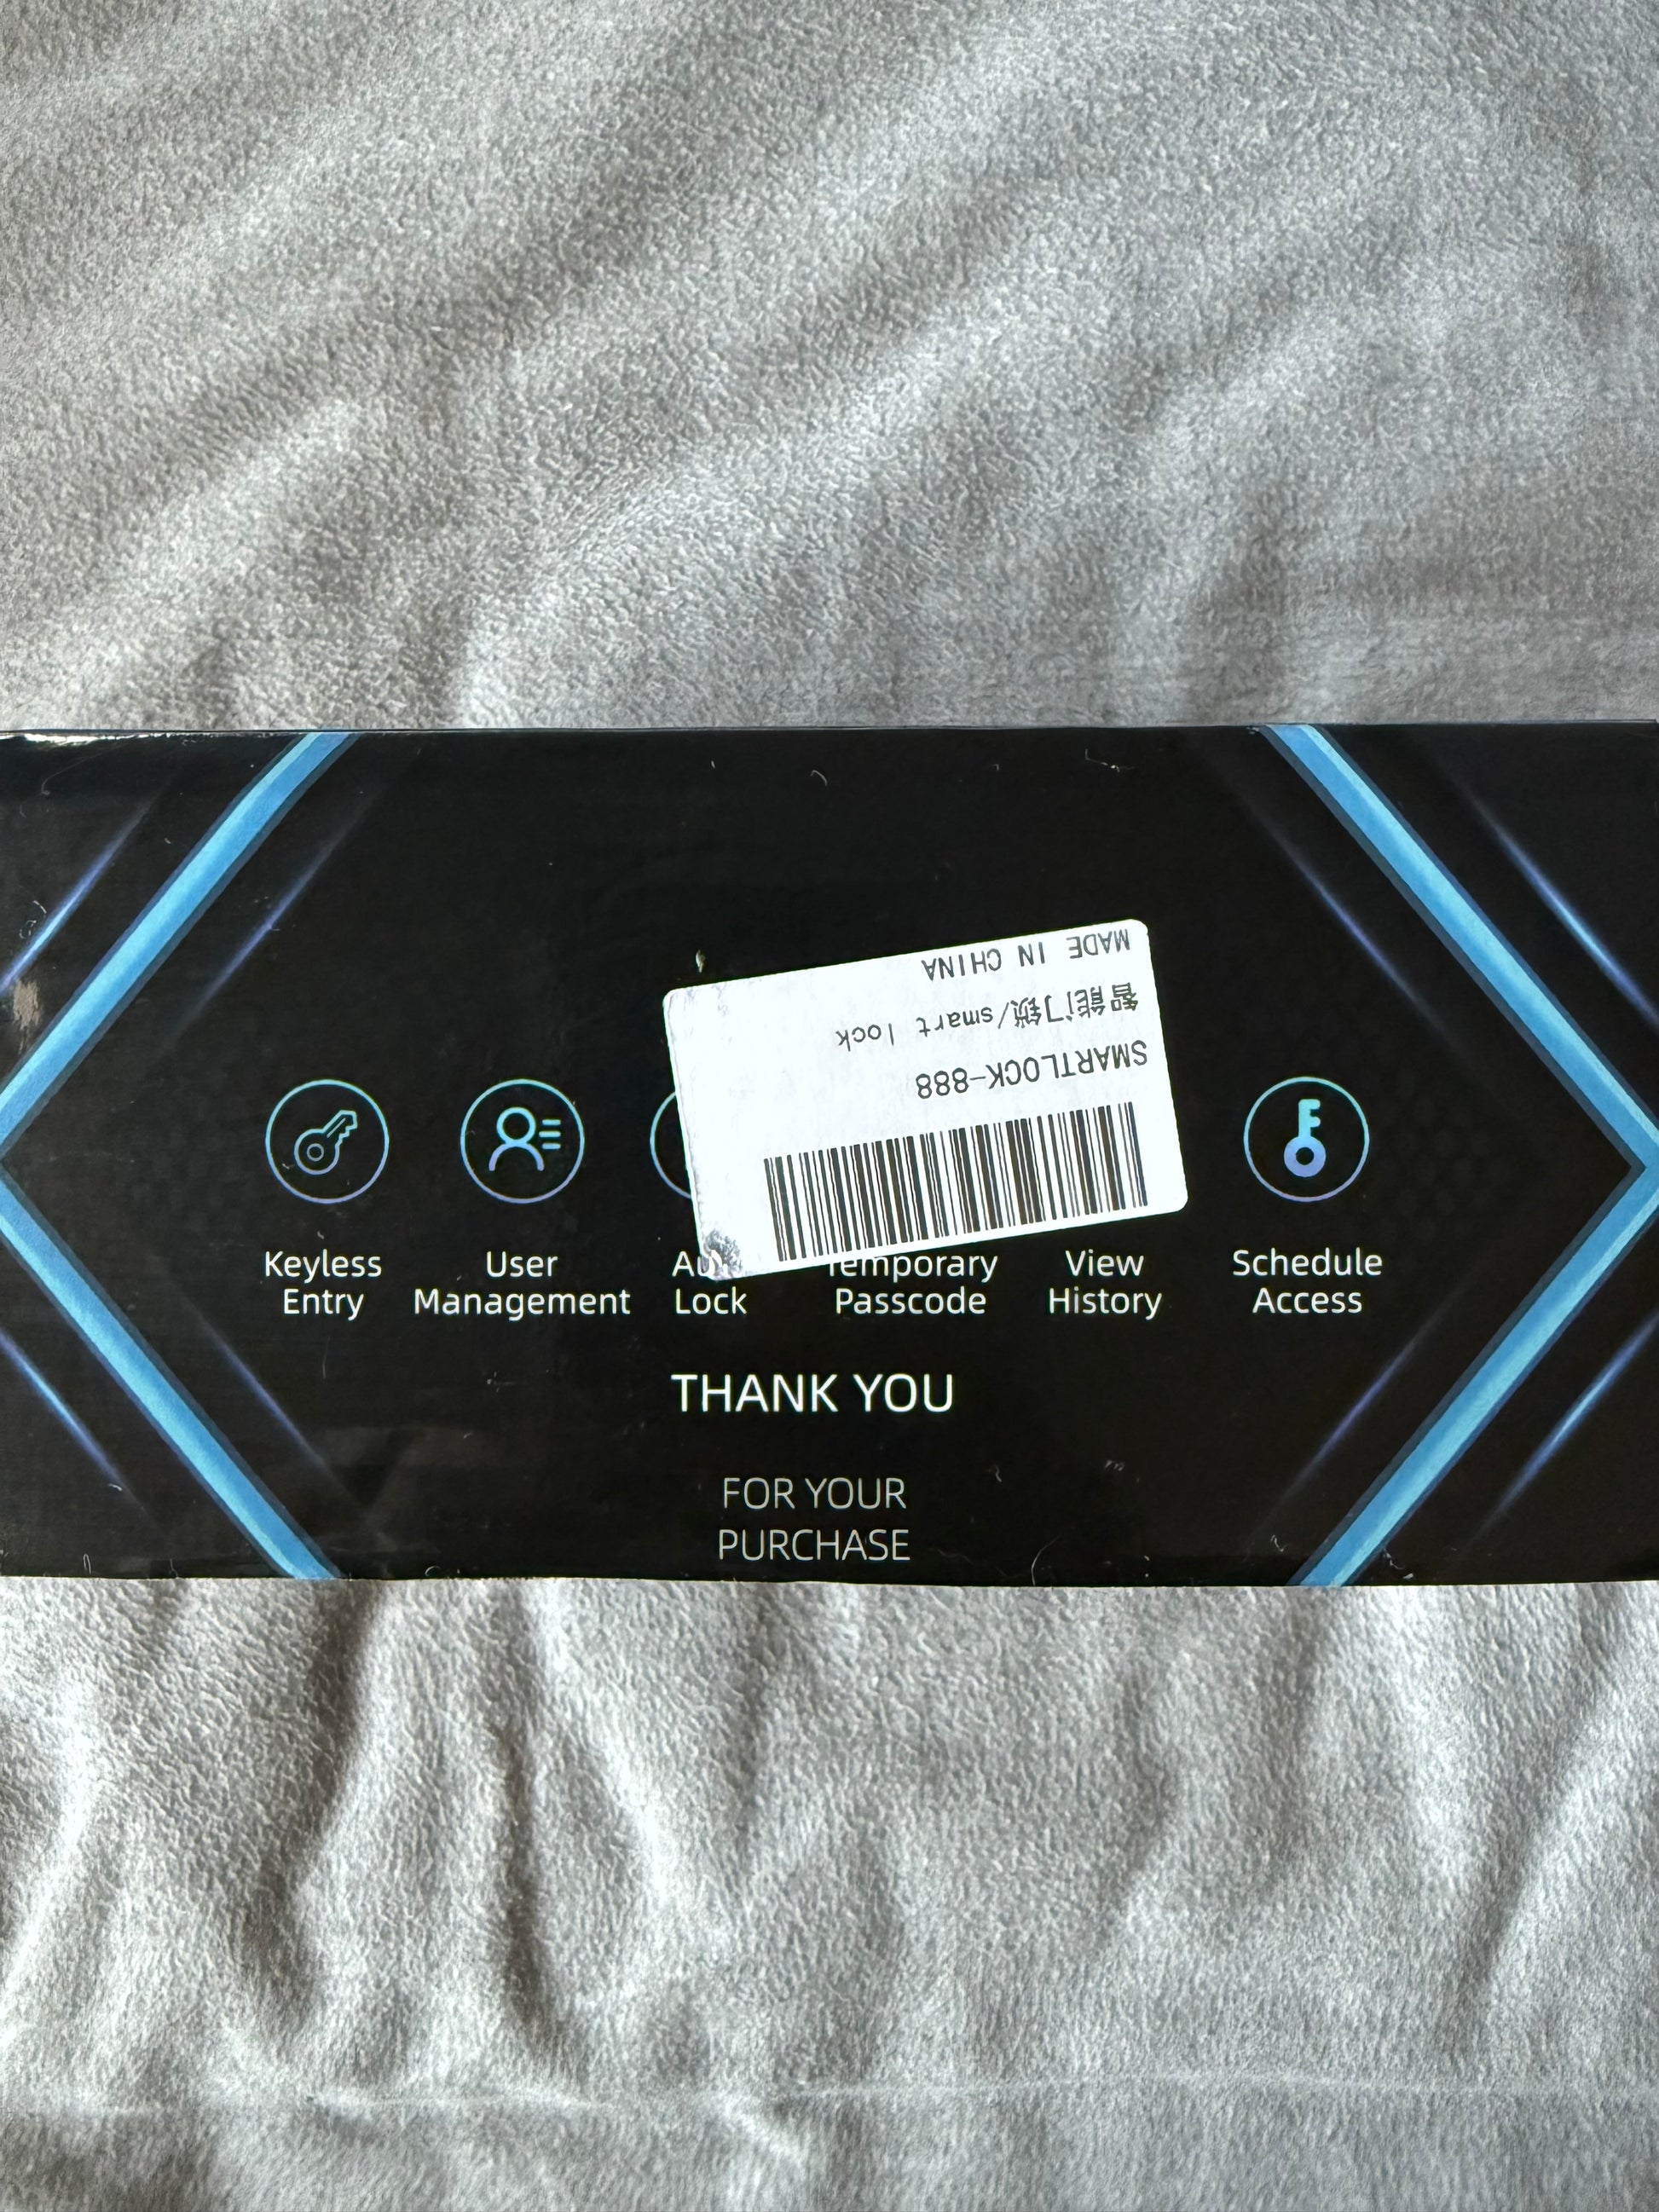 SMARTLOCK-888
智能门锁/smart lock
MADE IN CHINA
Keyless
Entry
User
Management
Lock
Temporary
Passcode
View
History
Schedule
Access
THANK YOU
FOR YOUR
PURCHASE